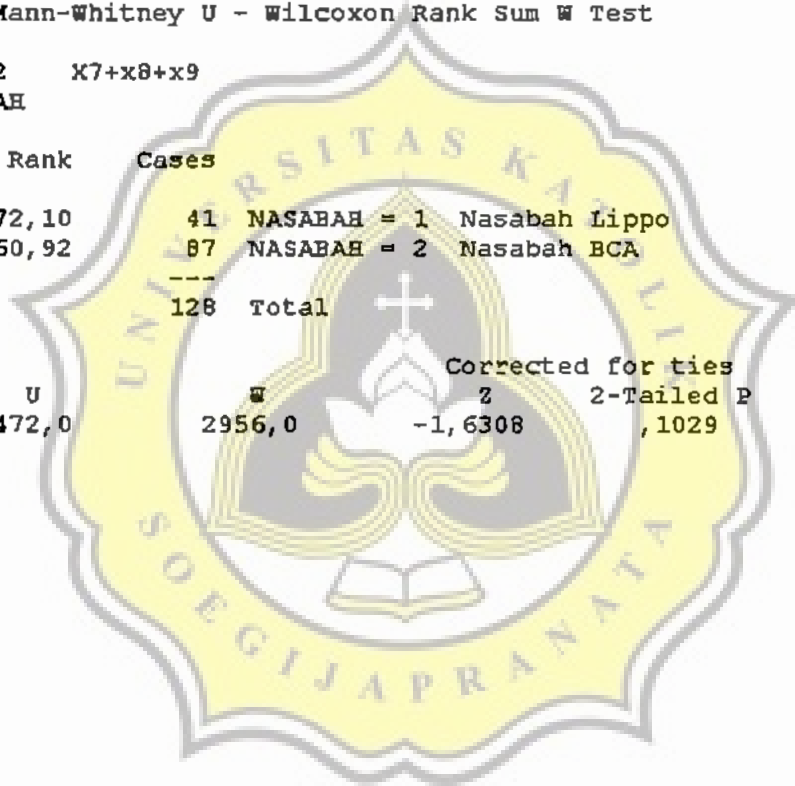 Mann-Whitney U - Wilcoxon Rank Sum W Test
2 X7+x8+x9
AH
Rank Cases
72,10 41 NASABAH = 1 Nasabah Lippo
60,92 87 NASABAH = 2 Nasabah BCA
---
128 Total
Corrected for ties
U W Z 2-Tailed P
472,0 2956,0 -1,6308 ,1029
UNIVERSITAS KATOLIK
SOEGIJAPRANATA